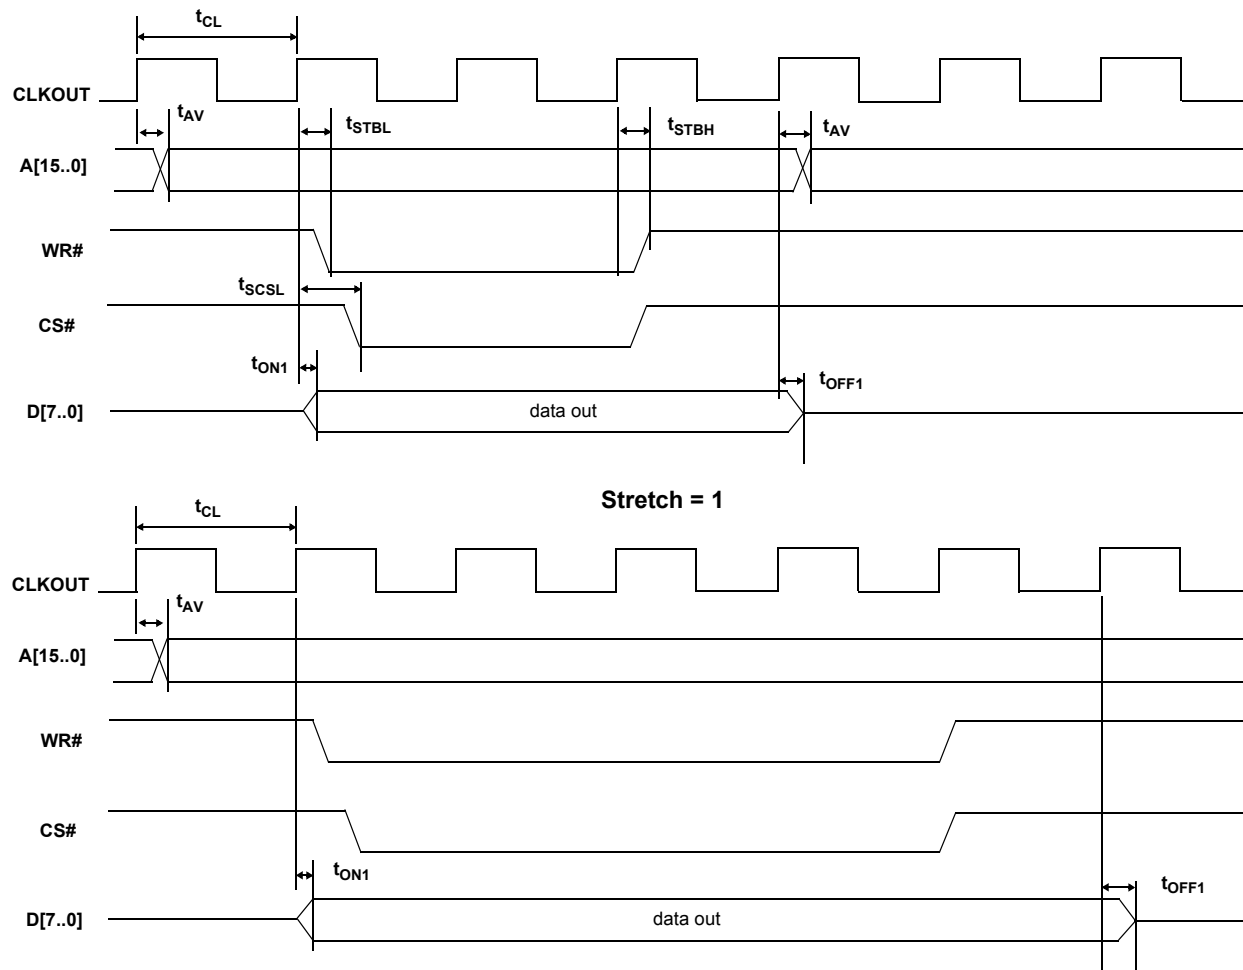 tCL
CLKOUT
tAV
tSTBL
tSTBH
tAV
A[15..0]
WR#
tSCSL
CS#
tON1
tOFF1
D[7..0]
data out
Stretch = 1
tCL
CLKOUT
tAV
A[15..0]
WR#
CS#
tON1
tOFF1
D[7..0]
data out